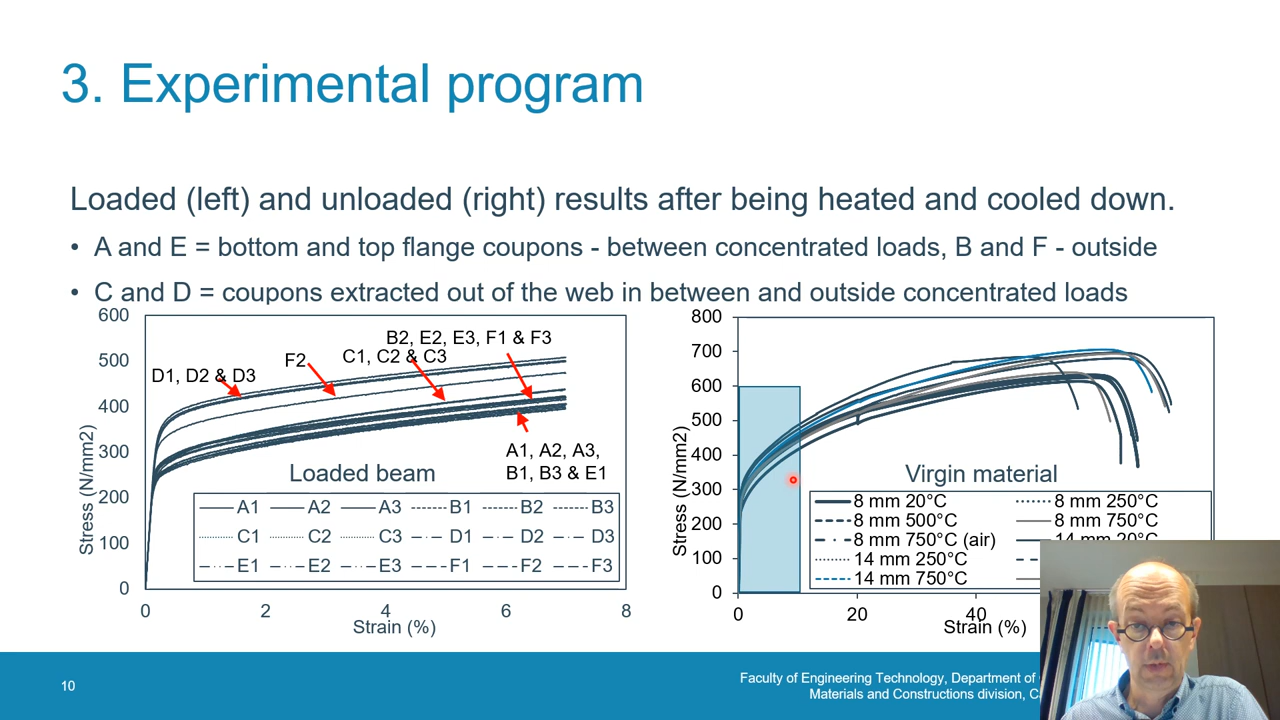 3. Experimental program
Loaded (left) and unloaded (right) results after being heated and cooled down.
• A and E = bottom and top flange coupons - between concentrated loads, B and F - outside
• C and D = coupons extracted out of the web in between and outside concentrated loads
600
500
400
300
200
100
0
Stress (N/mm2)
B2, E2, E3, F1 & F3
C1, C2 & C3
F2
D1, D2 & D3
A1, A2, A3,
B1, B3 & E1
Loaded beam
A1 A2 A3 B1 B2 B3
C1 C2 C3 D1 D2 D3
E1 E2 E3 F1 F2 F3
0 2 4 6 8
Strain (%)
800
700
600
500
400
300
200
100
0
Stress (N/mm2)
Virgin material
8 mm 20°C 8 mm 250°C
8 mm 500°C 8 mm 750°C
8 mm 750°C (air) 14 mm 20°C
14 mm 250°C
14 mm 750°C
0 20 40
Strain (%)
10
Faculty of Engineering Technology, Department of
Materials and Constructions division,